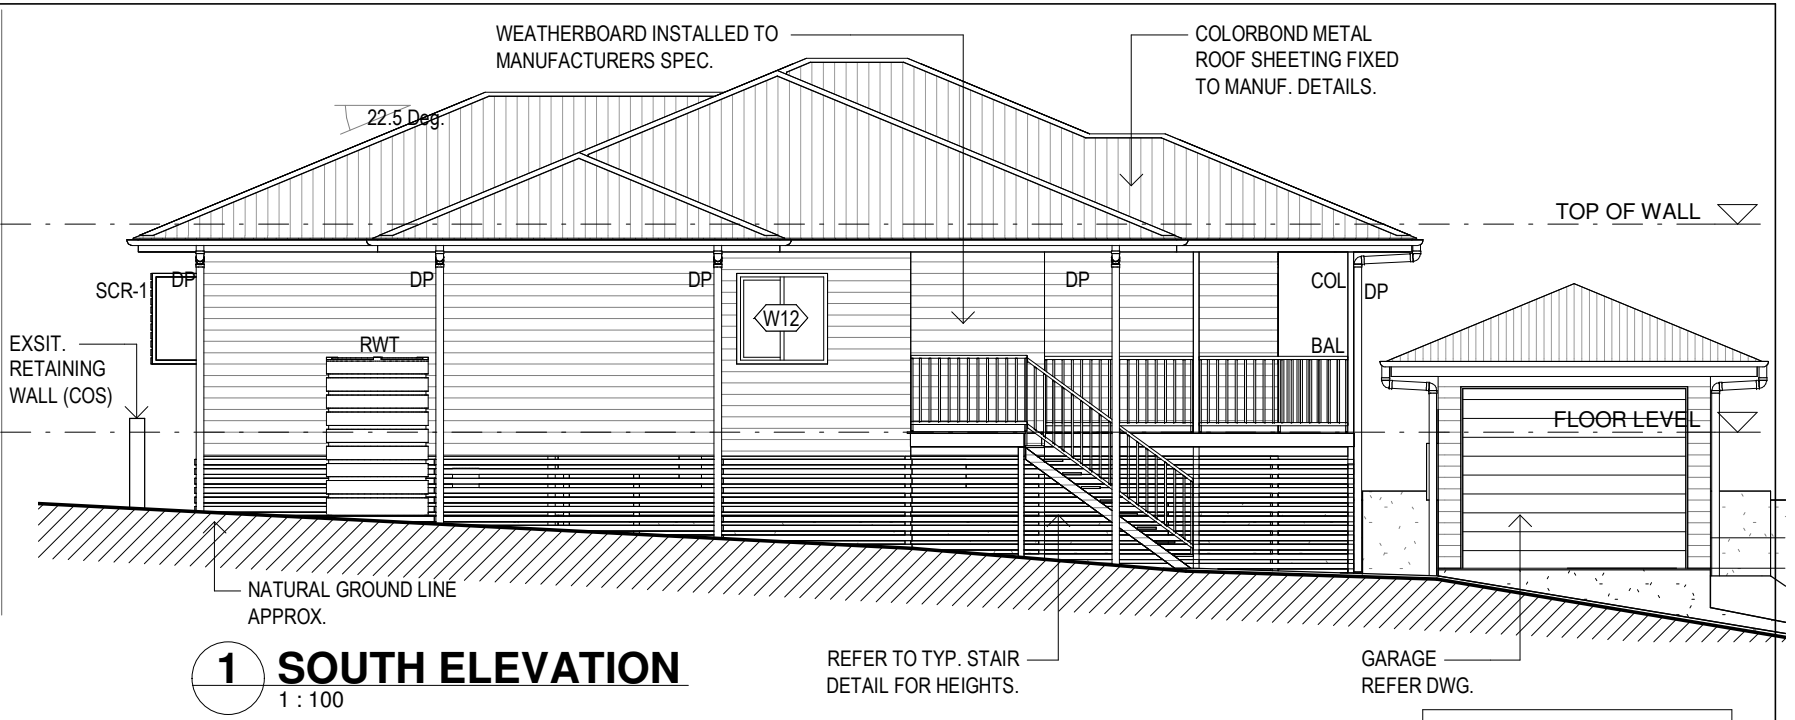 WEATHERBOARD INSTALLED TO
MANUFACTURERS SPEC.
COLORBOND METAL
ROOF SHEETING FIXED
TO MANUF. DETAILS.
22.5 Deg.
TOP OF WALL
SCR-1
DP
DP
DP
DP
COL
DP
W12
EXSIT.
RETAINING
WALL (COS)
RWT
BAL
FLOOR LEVEL
NATURAL GROUND LINE
APPROX.
1 SOUTH ELEVATION
1 : 100
REFER TO TYP. STAIR
DETAIL FOR HEIGHTS.
GARAGE
REFER DWG.